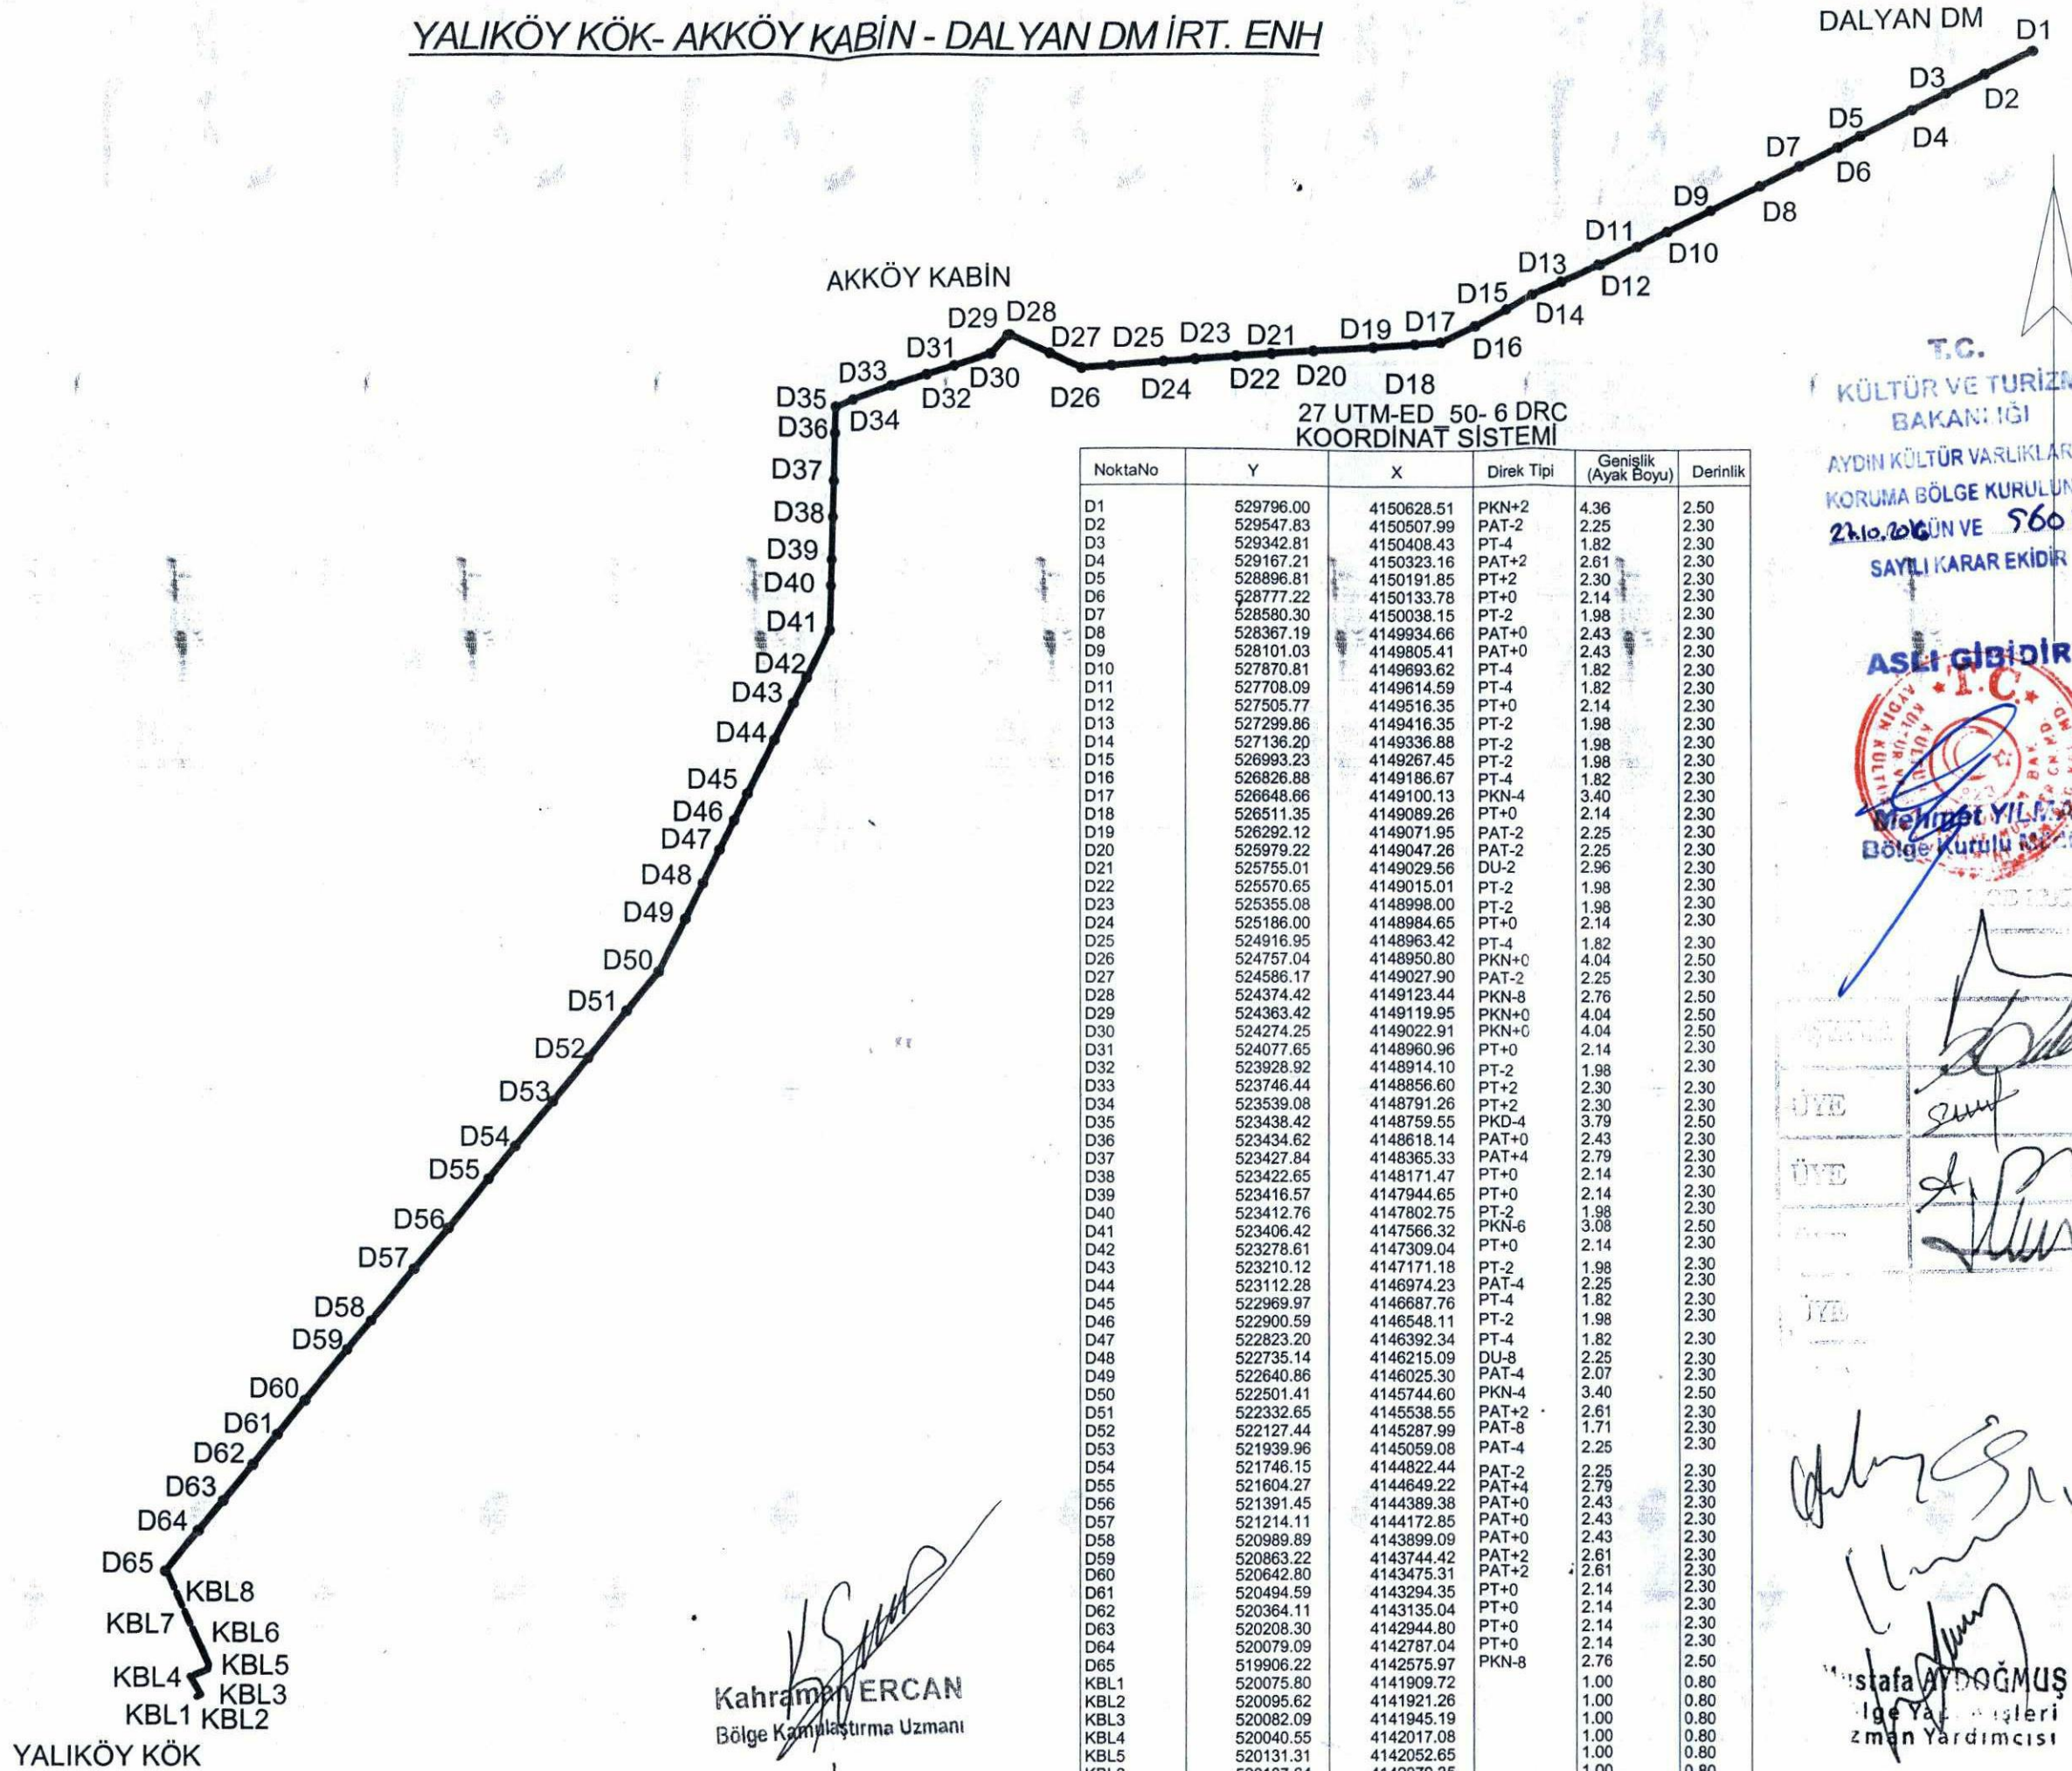 YALIKÖY KÖK- AKKÖY KABİN - DALYAN DM İRT. ENH
DALYAN DM
D1
D2
D3
D4
D5
D6
D7
D8
D9
D10
D11
D12
D13
D14
D15
D16
D17
D18
D19
D20
D21
D22
D23
D24
D25
D26
D27
D28
D29
AKKÖY KABİN
D30
D31
D32
D33
D34
D35
D36
D37
D38
D39
D40
D41
D42
D43
D44
D45
D46
D47
D48
D49
D50
D51
D52
D53
D54
D55
D56
D57
D58
D59
D60
D61
D62
D63
D64
D65
KBL8
KBL7
KBL6
KBL5
KBL4
KBL3
KBL1 KBL2
YALIKÖY KÖK
27 UTM-ED_50- 6 DRC
KOORDİNAT SİSTEMİ
NoktaNo Y X Direk Tipi Genişlik (Ayak Boyu) Derinlik
D1 529796.00 4150628.51 PKN+2 4.36 2.50
D2 529547.83 4150507.99 PAT-2 2.25 2.30
D3 529342.81 4150408.43 PT-4 1.82 2.30
D4 529167.21 4150323.16 PAT+2 2.61 2.30
D5 528896.81 4150191.85 PT+2 2.30 2.30
D6 528777.22 4150133.78 PT+0 2.14 2.30
D7 528580.30 4150038.15 PT-2 1.98 2.30
D8 528367.19 4149934.66 PAT+0 2.43 2.30
D9 528101.03 4149805.41 PAT+0 2.43 2.30
D10 527870.81 4149693.62 PT-4 1.82 2.30
D11 527708.09 4149614.59 PT-4 1.82 2.30
D12 527505.77 4149516.35 PT+0 2.14 2.30
D13 527299.86 4149416.35 PT-2 1.98 2.30
D14 527136.20 4149336.88 PT-2 1.98 2.30
D15 526993.23 4149267.45 PT-2 1.98 2.30
D16 526826.88 4149186.67 PT-4 1.82 2.30
D17 526648.66 4149100.13 PKN-4 3.40 2.30
D18 526511.35 4149089.26 PT+0 2.14 2.30
D19 526292.12 4149071.95 PAT-2 2.25 2.30
D20 525979.22 4149047.26 PAT-2 2.25 2.30
D21 525755.01 4149029.56 DU-2 2.96 2.30
D22 525570.65 4149015.01 PT-2 1.98 2.30
D23 525355.08 4148998.00 PT-2 1.98 2.30
D24 525186.00 4148984.65 PT+0 2.14 2.30
D25 524916.95 4148963.42 PT-4 1.82 2.30
D26 524757.04 4148950.80 PKN+0 4.04 2.50
D27 524586.17 4149027.90 PAT-2 2.25 2.30
D28 524374.42 4149123.44 PKN-8 2.76 2.50
D29 524363.42 4149119.95 PKN+0 4.04 2.50
D30 524274.25 4149022.91 PKN+0 4.04 2.50
D31 524077.65 4148960.96 PT+0 2.14 2.30
D32 523928.92 4148914.10 PT-2 1.98 2.30
D33 523746.44 4148856.60 PT+2 2.30 2.30
D34 523539.08 4148791.26 PT+2 2.30 2.30
D35 523438.42 4148759.55 PKD-4 3.79 2.50
D36 523434.62 4148618.14 PAT+0 2.43 2.30
D37 523427.84 4148365.33 PAT+4 2.79 2.30
D38 523422.65 4148171.47 PT+0 2.14 2.30
D39 523416.57 4147944.65 PT+0 2.14 2.30
D40 523412.76 4147802.75 PT-2 1.98 2.30
D41 523406.42 4147566.32 PKN-6 3.08 2.50
D42 523278.61 4147309.04 PT+0 2.14 2.30
D43 523210.12 4147171.18 PT-2 1.98 2.30
D44 523112.28 4146974.23 PAT-4 2.25 2.30
D45 522969.97 4146687.76 PT-4 1.82 2.30
D46 522900.59 4146548.11 PT-2 1.98 2.30
D47 522823.20 4146392.34 PT-4 1.82 2.30
D48 522735.14 4146215.09 DU-8 2.25 2.30
D49 522640.86 4146025.30 PAT-4 2.07 2.30
D50 522501.41 4145744.60 PKN-4 3.40 2.50
D51 522332.65 4145538.55 PAT+2 2.61 2.30
D52 522127.44 4145287.99 PAT-8 1.71 2.30
D53 521939.96 4145059.08 PAT-4 2.25 2.30
D54 521746.15 4144822.44 PAT-2 2.25 2.30
D55 521604.27 4144649.22 PAT+4 2.79 2.30
D56 521391.45 4144389.38 PAT+0 2.43 2.30
D57 521214.11 4144172.85 PAT+0 2.43 2.30
D58 520989.89 4143899.09 PAT+0 2.43 2.30
D59 520863.22 4143744.42 PAT+2 2.61 2.30
D60 520642.80 4143475.31 PAT+2 2.61 2.30
D61 520494.59 4143294.35 PT+0 2.14 2.30
D62 520364.11 4143135.04 PT+0 2.14 2.30
D63 520208.30 4142944.80 PT+0 2.14 2.30
D64 520079.09 4142787.04 PT+0 2.14 2.30
D65 519906.22 4142575.97 PKN-8 2.76 2.50
KBL1 520075.80 4141909.72 1.00 0.80
KBL2 520095.62 4141921.26 1.00 0.80
KBL3 520082.09 4141945.19 1.00 0.80
KBL4 520040.55 4142017.08 1.00 0.80
KBL5 520131.31 4142052.65 1.00 0.80
T.C.
KÜLTÜR VE TURİZM
BAKANLIĞI
AYDIN KÜLTÜR VARLIKLAR
KORUMA BÖLGE KURULUN
GÜN VE 560
SAYILI KARAR EKİDİR
ASLI GİBİDİR
T.C.
Mehmet
Bölge Kurulu
ÜYE
ÜYE
ÜYE
Kahraman ERCAN
Bölge Kamulaştırma Uzmanı
AYDOĞMUŞ
Yardımcısı